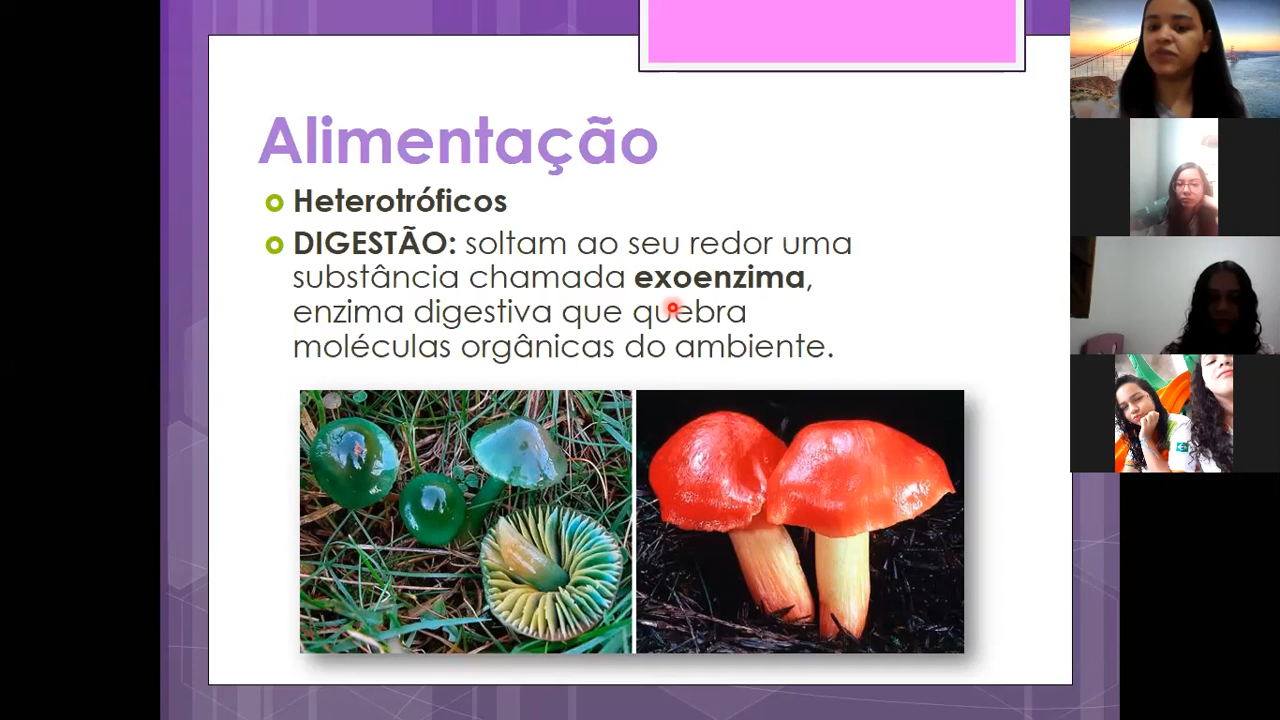 Alimentação
Heterotróficos
DIGESTÃO: soltam ao seu redor uma
substância chamada exoenzima,
enzima digestiva que quebra
moléculas orgânicas do ambiente.